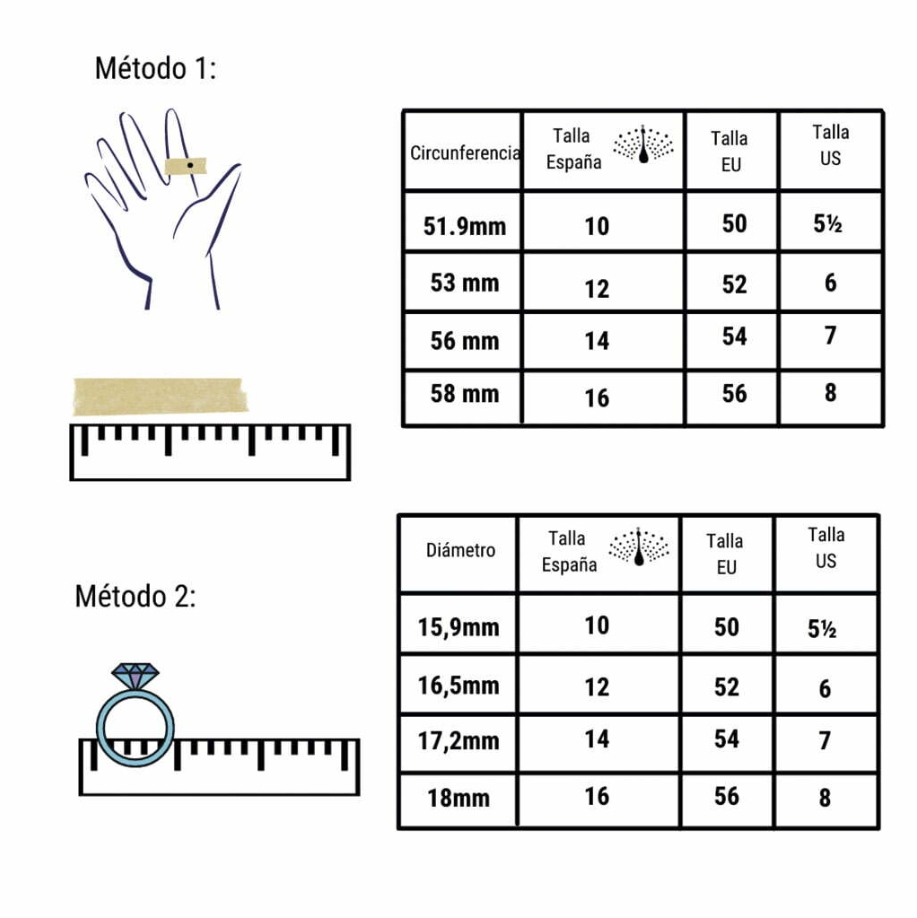 Método 1:
Circunferencia
Talla
España
Talla
EU
Talla
US
51.9mm 10 50 5½
53 mm 12 52 6
56 mm 14 54 7
58 mm 16 56 8
Método 2:
Diámetro
Talla
España
Talla
EU
Talla
US
15,9mm 10 50 5½
16,5mm 12 52 6
17,2mm 14 54 7
18mm 16 56 8